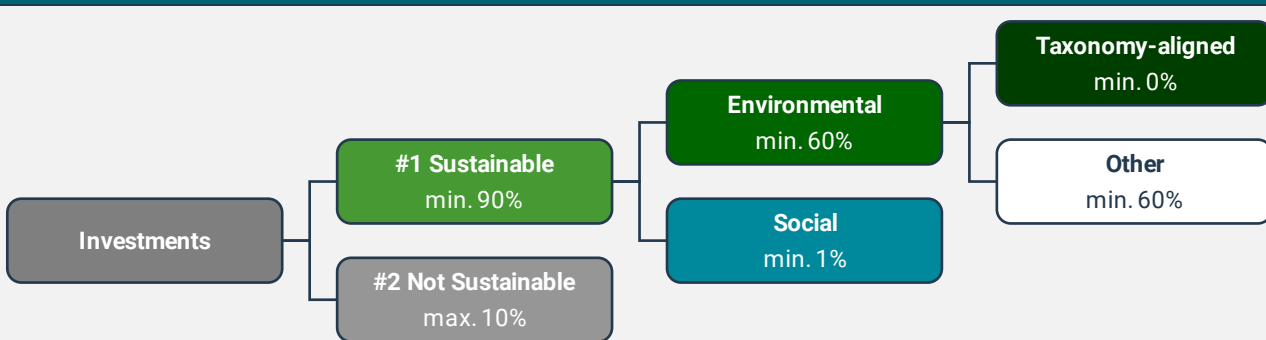 Investments
#1 Sustainable
min. 90%
#2 Not Sustainable
max. 10%
Environmental
min. 60%
Social
min. 1%
Taxonomy-aligned
min. 0%
Other
min. 60%